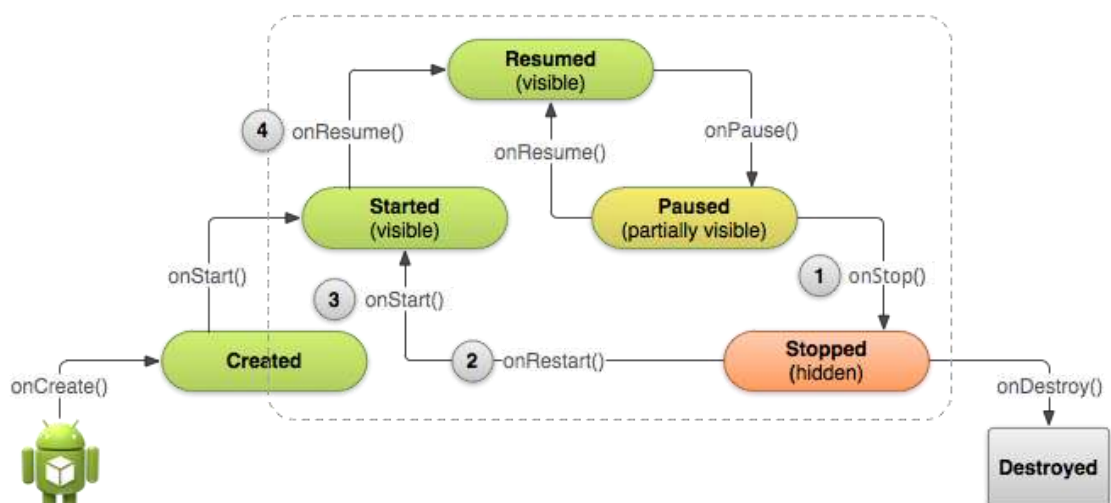 Resumed
(visible)
4
onResume()
onResume()
onPause()
Started
(visible)
Paused
(partially visible)
onStart()
3
onStart()
1
onStop()
Created
2
onRestart()
Stopped
(hidden)
onCreate()
onDestroy()
Destroyed